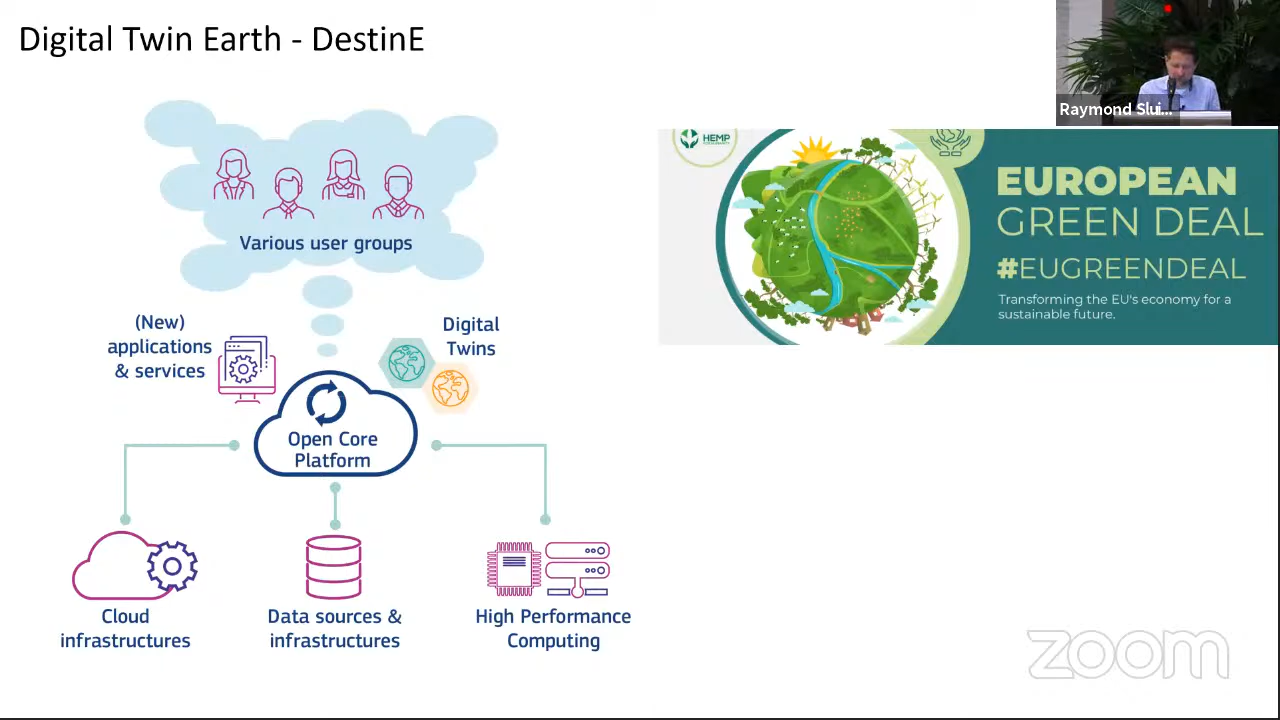 Digital Twin Earth - DestinE
Raymond Slui...
HEMP
EUROPEAN
GREEN DEAL
#EUGREENDEAL
Transforming the EU's economy for a
sustainable future.
Various user groups
(New)
applications
& services
Digital
Twins
Open Core
Platform
Cloud
infrastructures
Data sources &
infrastructures
High Performance
Computing
zoom